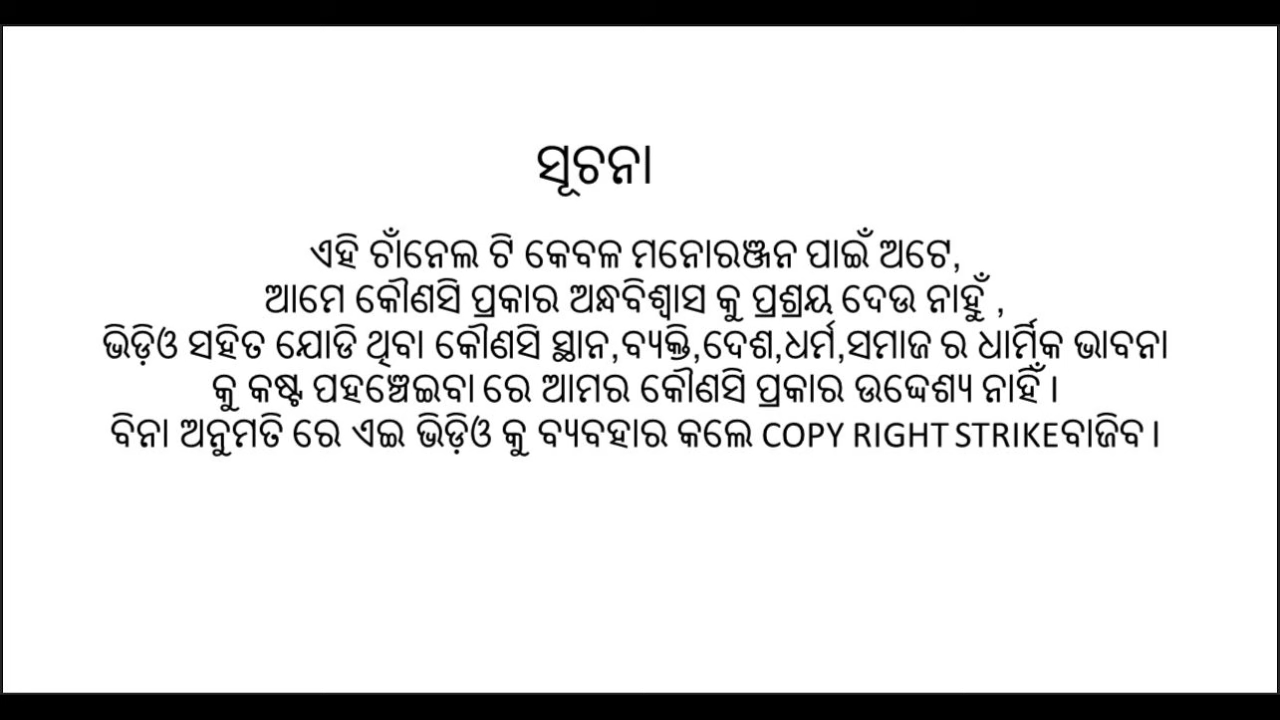 ସୂଚନା
ଏହି ଚାଁନେଲ ଟି କେବଳ ମନୋରଞ୍ଜନ ପାଇଁ ଅଟେ,
ଆମେ କୌଣସି ପ୍ରକାର ଅନ୍ଧବିଶ୍ୱାସ କୁ ପ୍ରଶ୍ରୟ ଦେଉ ନାହୁଁ ,
ଭିଡ଼ିଓ ସହିତ ଯୋଡି ଥିବା କୌଣସି ସ୍ଥାନ,ବ୍ୟକ୍ତି,ଦେଶ,ଧର୍ମ,ସମାଜ ର ଧାର୍ମିକ ଭାବନା
କୁ କଷ୍ଟ ପହଞ୍ଚେଇବା ରେ ଆମର କୌଣସି ପ୍ରକାର ଉଦ୍ଦେଶ୍ୟ ନାହିଁ ।
ବିନା ଅନୁମତି ରେ ଏଇ ଭିଡ଼ିଓ କୁ ବ୍ୟବହାର କଲେ COPY RIGHT STRIKEବାଜିବ ।